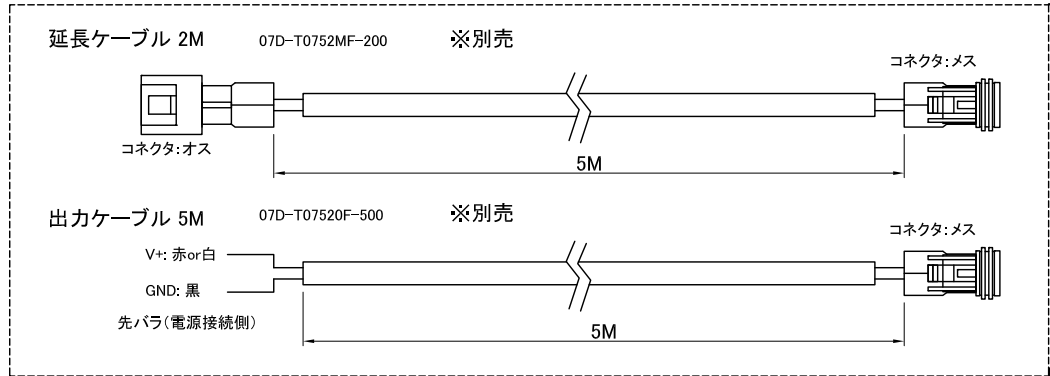 延長ケーブル 2M 07D-T0752MF-200 ※別売
コネクタ:メス
コネクタ:オス
5M
出力ケーブル 5M 07D-T07520F-500 ※別売
コネクタ:メス
V+: 赤or白
GND: 黒
先バラ(電源接続側)
5M